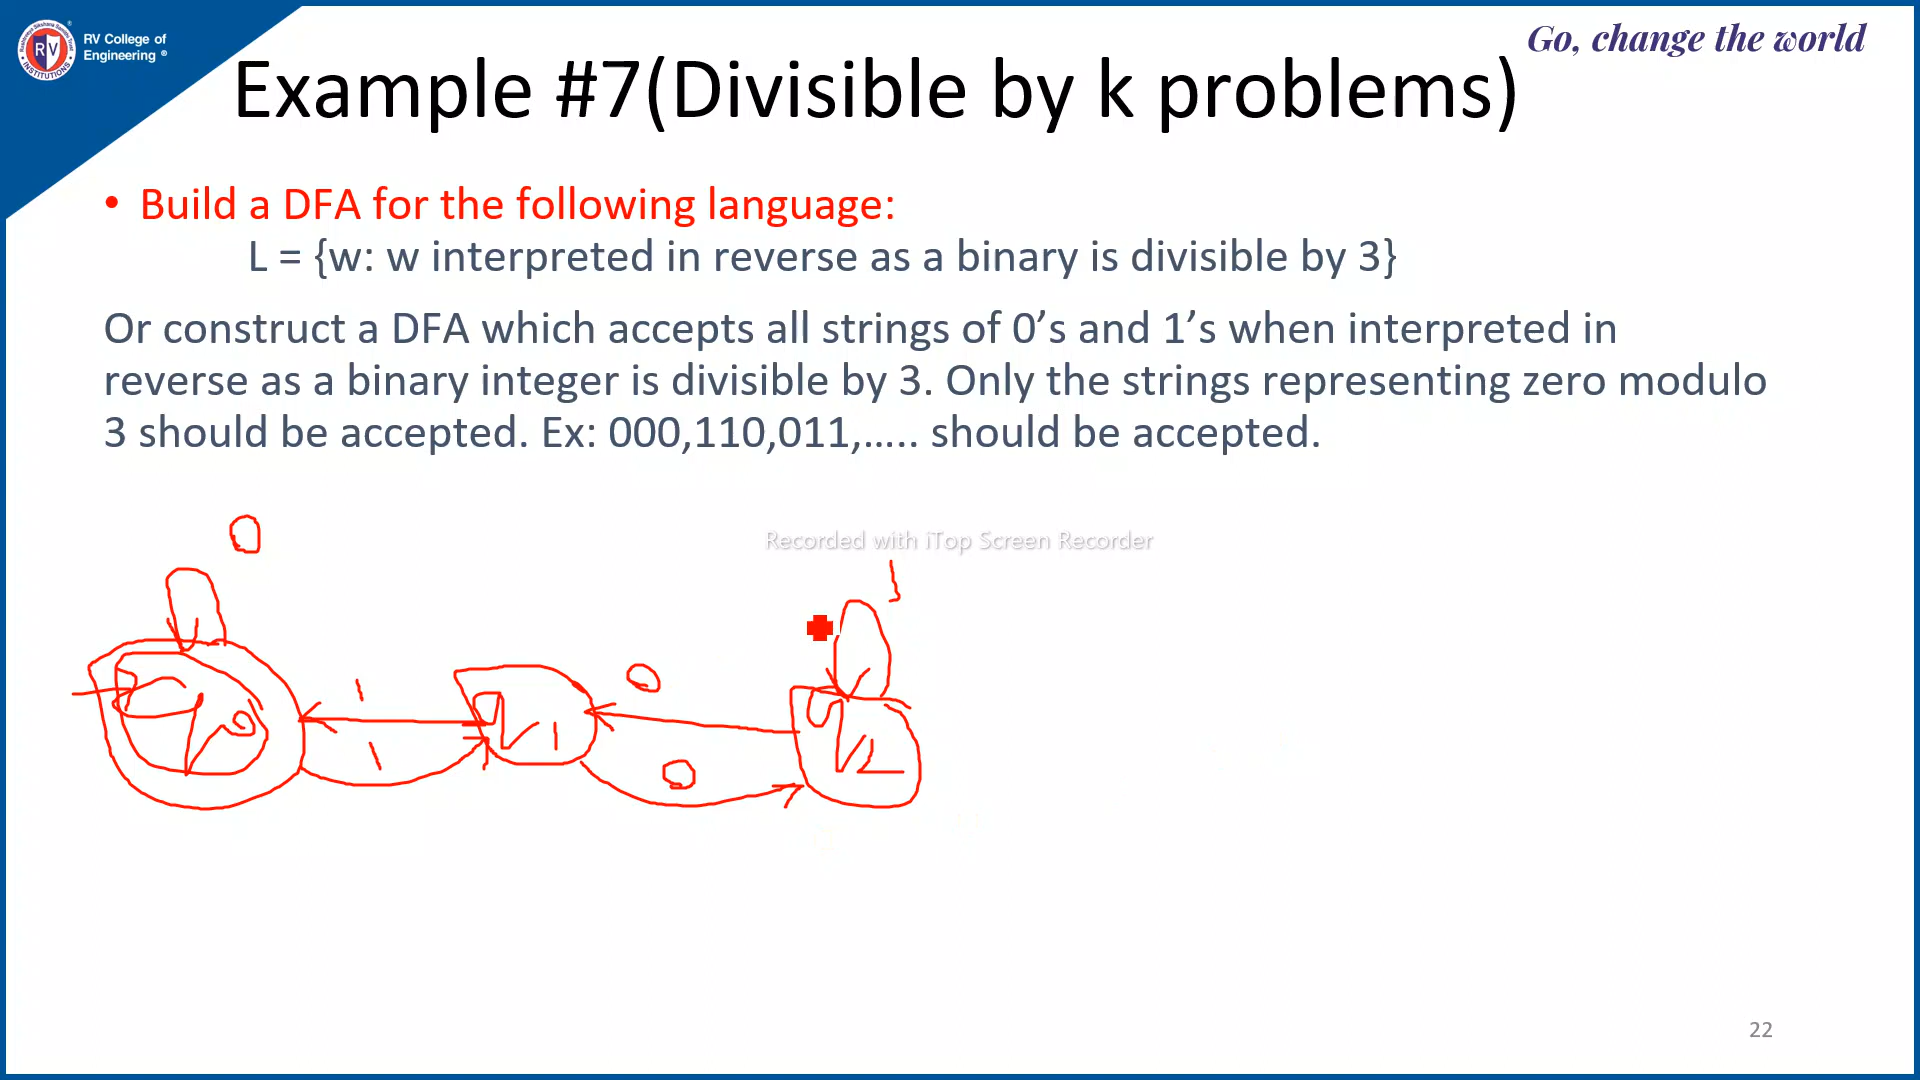 RV College of
Engineering ®
Go, change the world
Example #7(Divisible by k problems)
• Build a DFA for the following language:
L = {w: w interpreted in reverse as a binary is divisible by 3}
Or construct a DFA which accepts all strings of 0’s and 1’s when interpreted in
reverse as a binary integer is divisible by 3. Only the strings representing zero modulo
3 should be accepted. Ex: 000,110,011,….. should be accepted.
Recorded with iTop Screen Recorder
0
1
1
0
q0
q1
q2
1
0
22